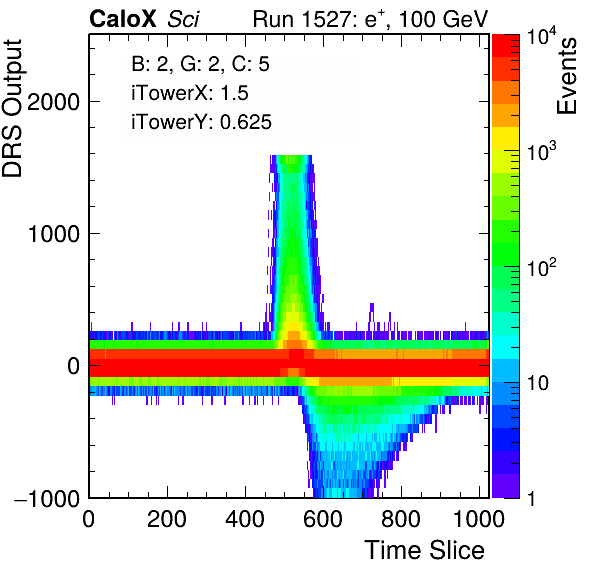 CaloX Sci Run 1527: e⁺, 100 GeV
B: 2, G: 2, C: 5
iTowerX: 1.5
iTowerY: 0.625
DRS Output
2000
1000
0
−1000
0 200 400 600 800 1000
Time Slice
Events
10⁴
10³
10²
10
1